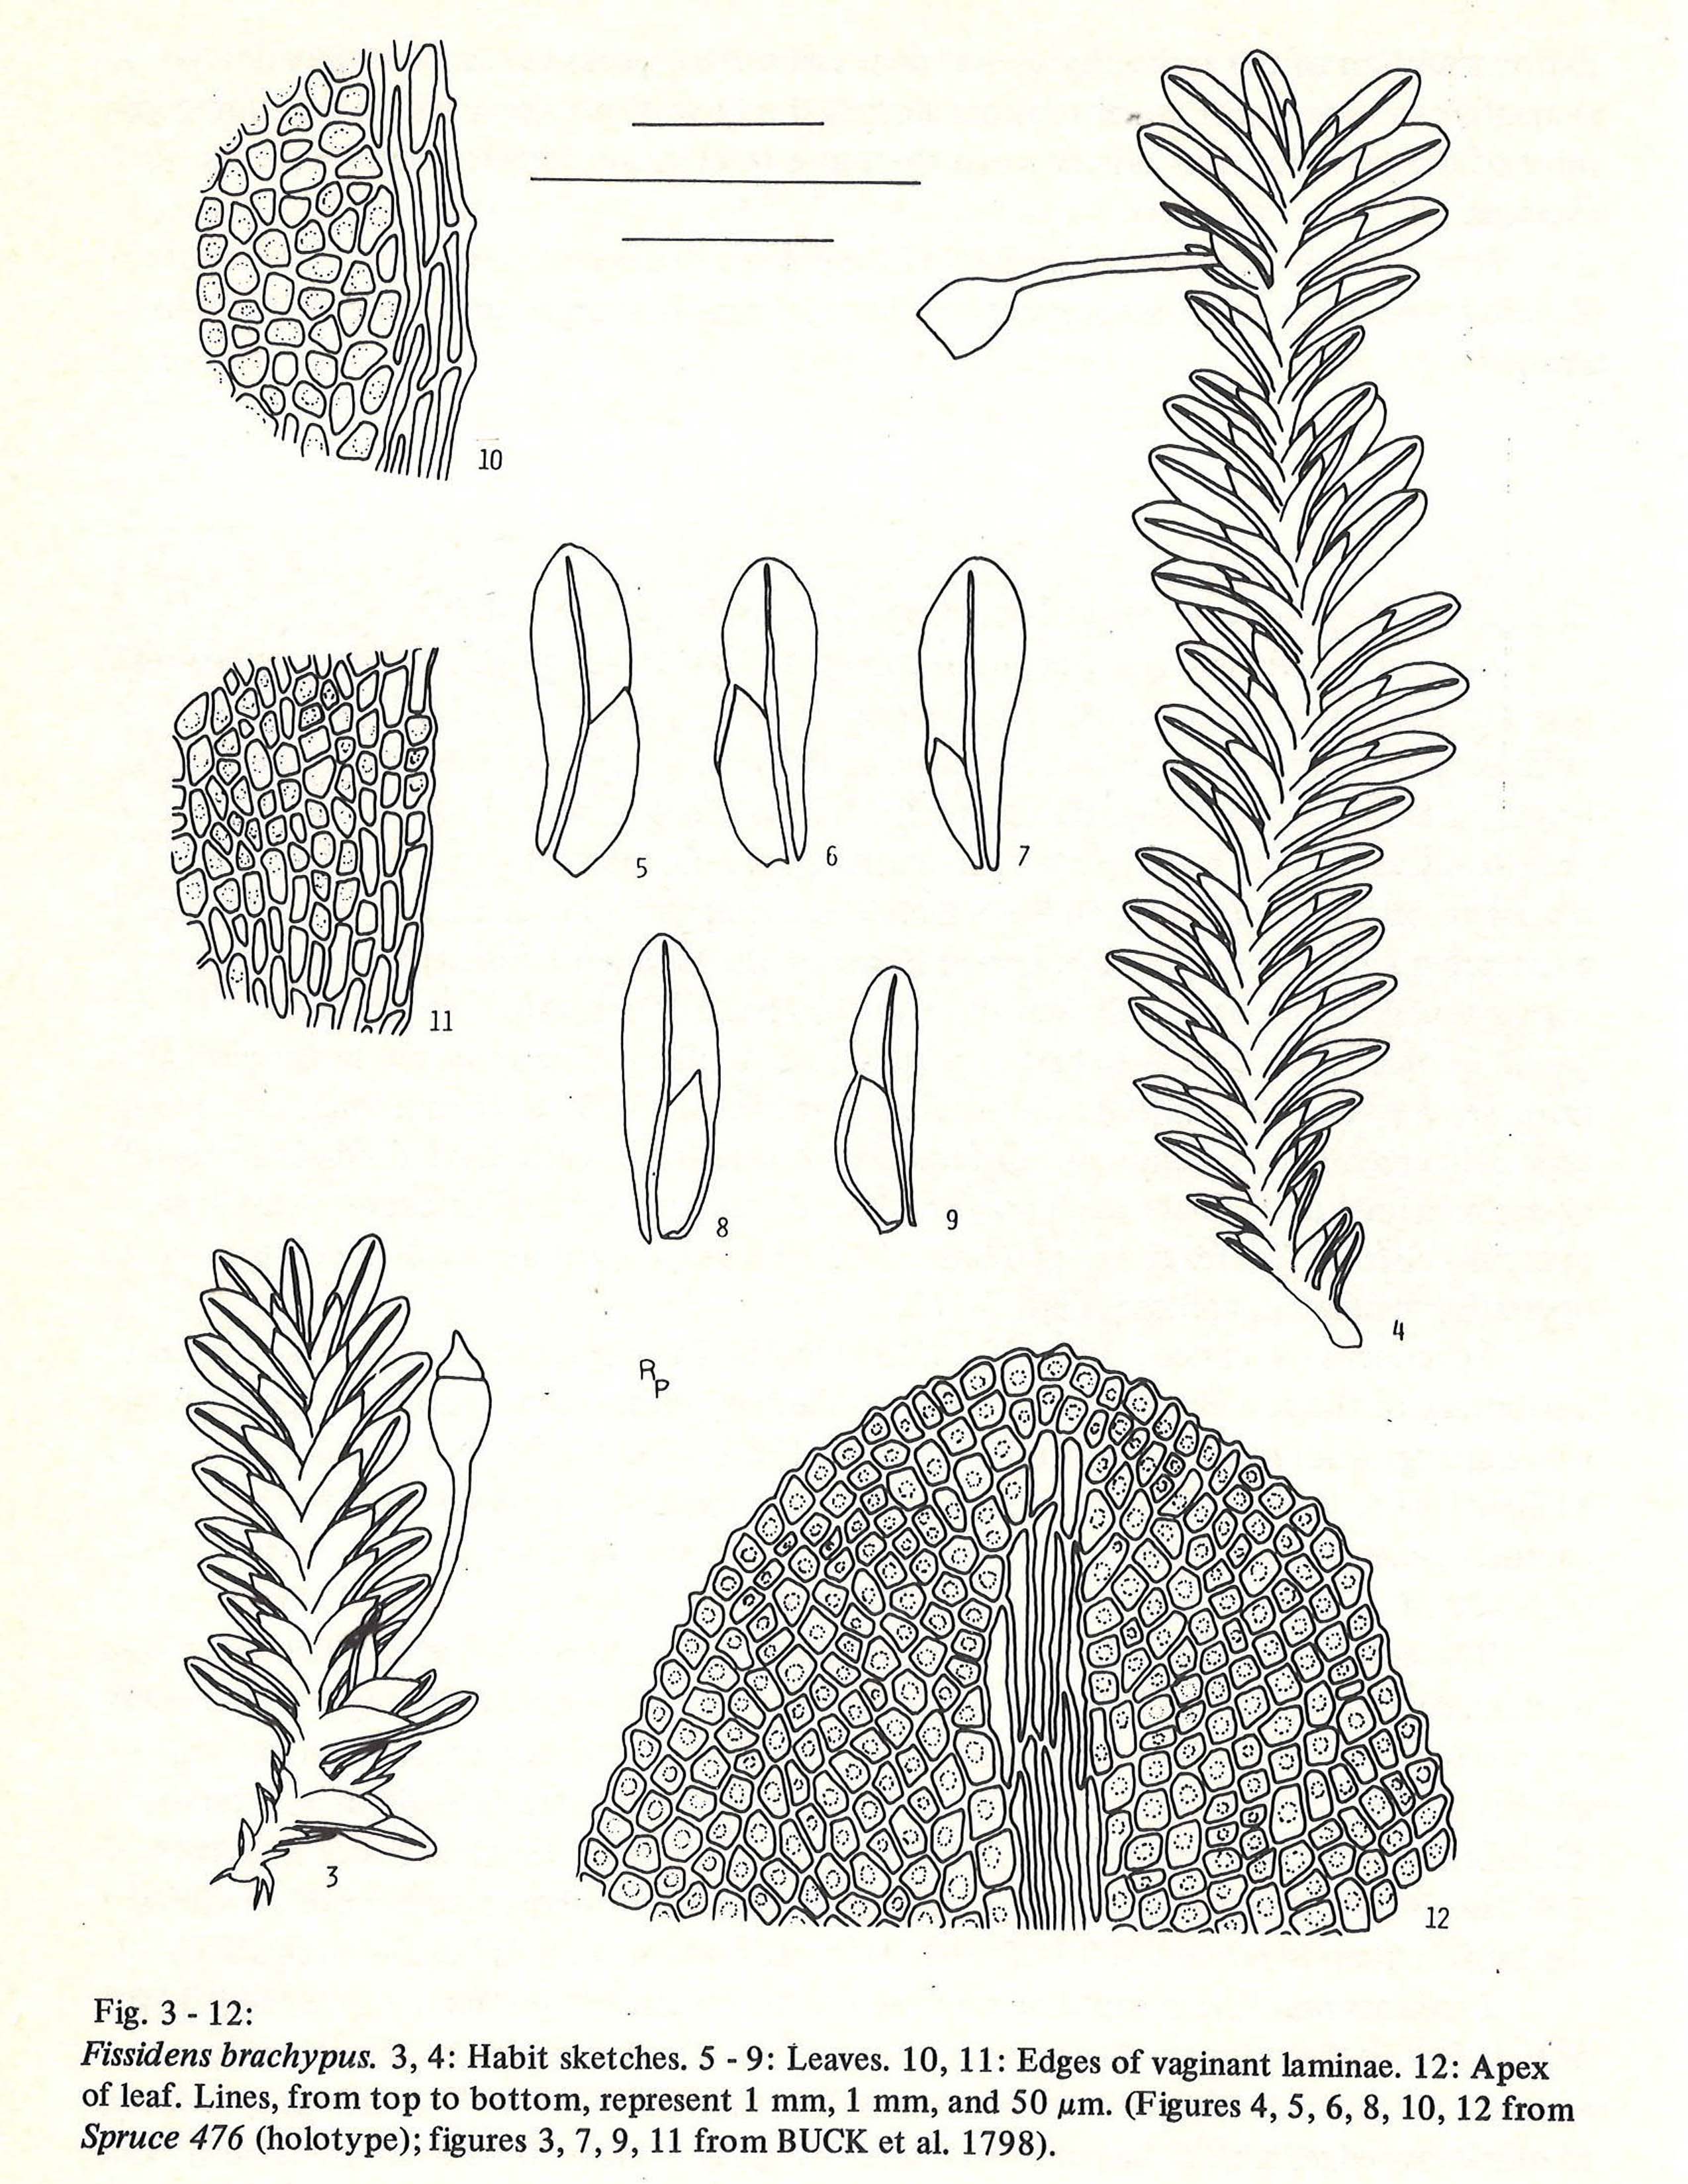 10
5
6
7
11
8
9
4
R
P
3
12
Fig. 3 - 12:
Fissidens brachypus. 3, 4: Habit sketches. 5 - 9: Leaves. 10, 11: Edges of vaginant laminae. 12: Apex
of leaf. Lines, from top to bottom, represent 1 mm, 1 mm, and 50 μm. (Figures 4, 5, 6, 8, 10, 12 from
Spruce 476 (holotype); figures 3, 7, 9, 11 from BUCK et al. 1798).